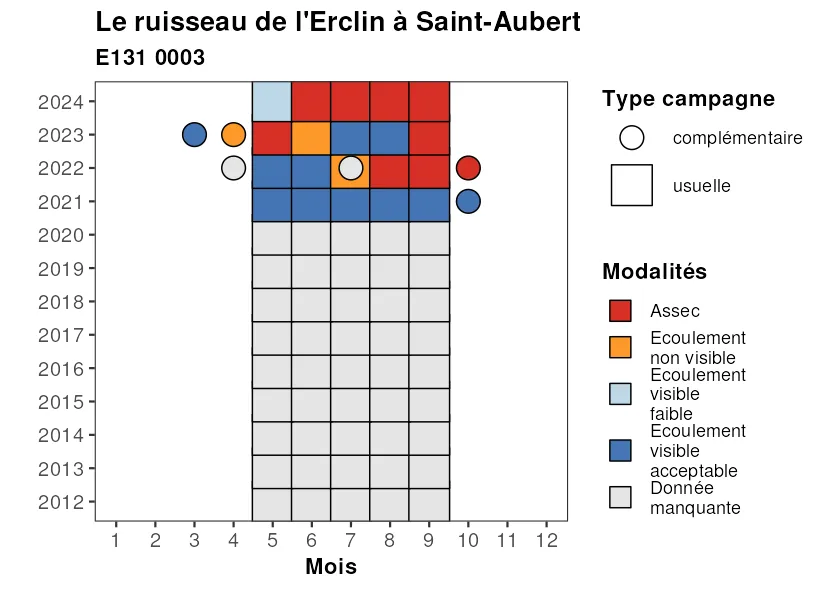 Le ruisseau de l'Erclin à Saint-Aubert
E131 0003
2024
2023
2022
2021
2020
2019
2018
2017
2016
2015
2014
2013
2012
1 2 3 4 5 6 7 8 9 10 11 12
Mois
Type campagne
complémentaire
usuelle
Modalités
Assec
Ecoulement
non visible
Ecoulement
visible
faible
Ecoulement
visible
acceptable
Donnée
manquante